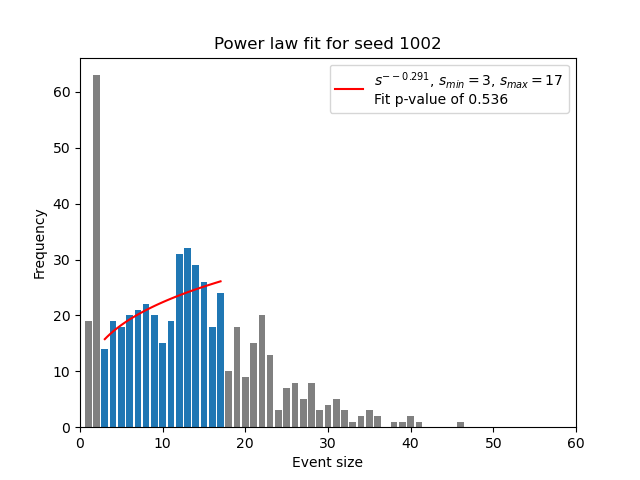 Power law fit for seed 1002
s^{--0.291}, s_{min} = 3, s_{max} = 17
Fit p-value of 0.536
Frequency
60
50
40
30
20
10
0
0 10 20 30 40 50 60
Event size